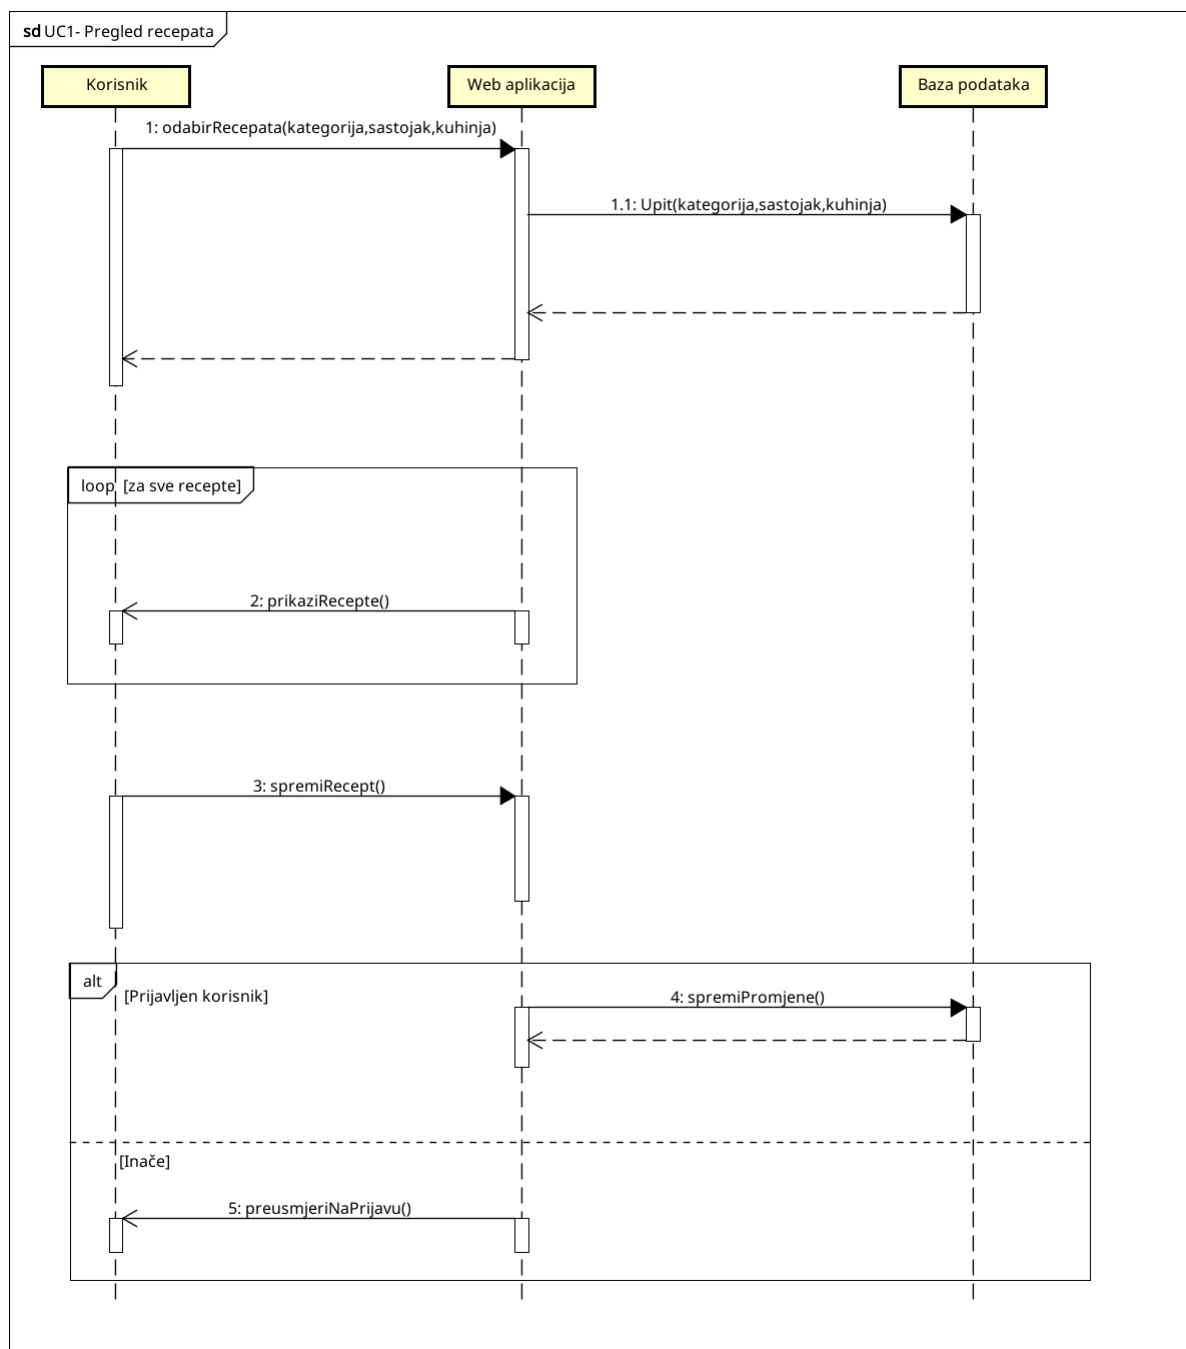 sd UC1- Pregled recepata
Korisnik
Web aplikacija
Baza podataka
1: odabirRecepata(kategorija,sastojak,kuhinja)
1.1: Upit(kategorija,sastojak,kuhinja)
loop [za sve recepte]
2: prikaziRecepte()
3: spremiRecept()
alt
[Prijavljen korisnik]
4: spremiPromjene()
[Inače]
5: preusmjeriNaPrijavu()